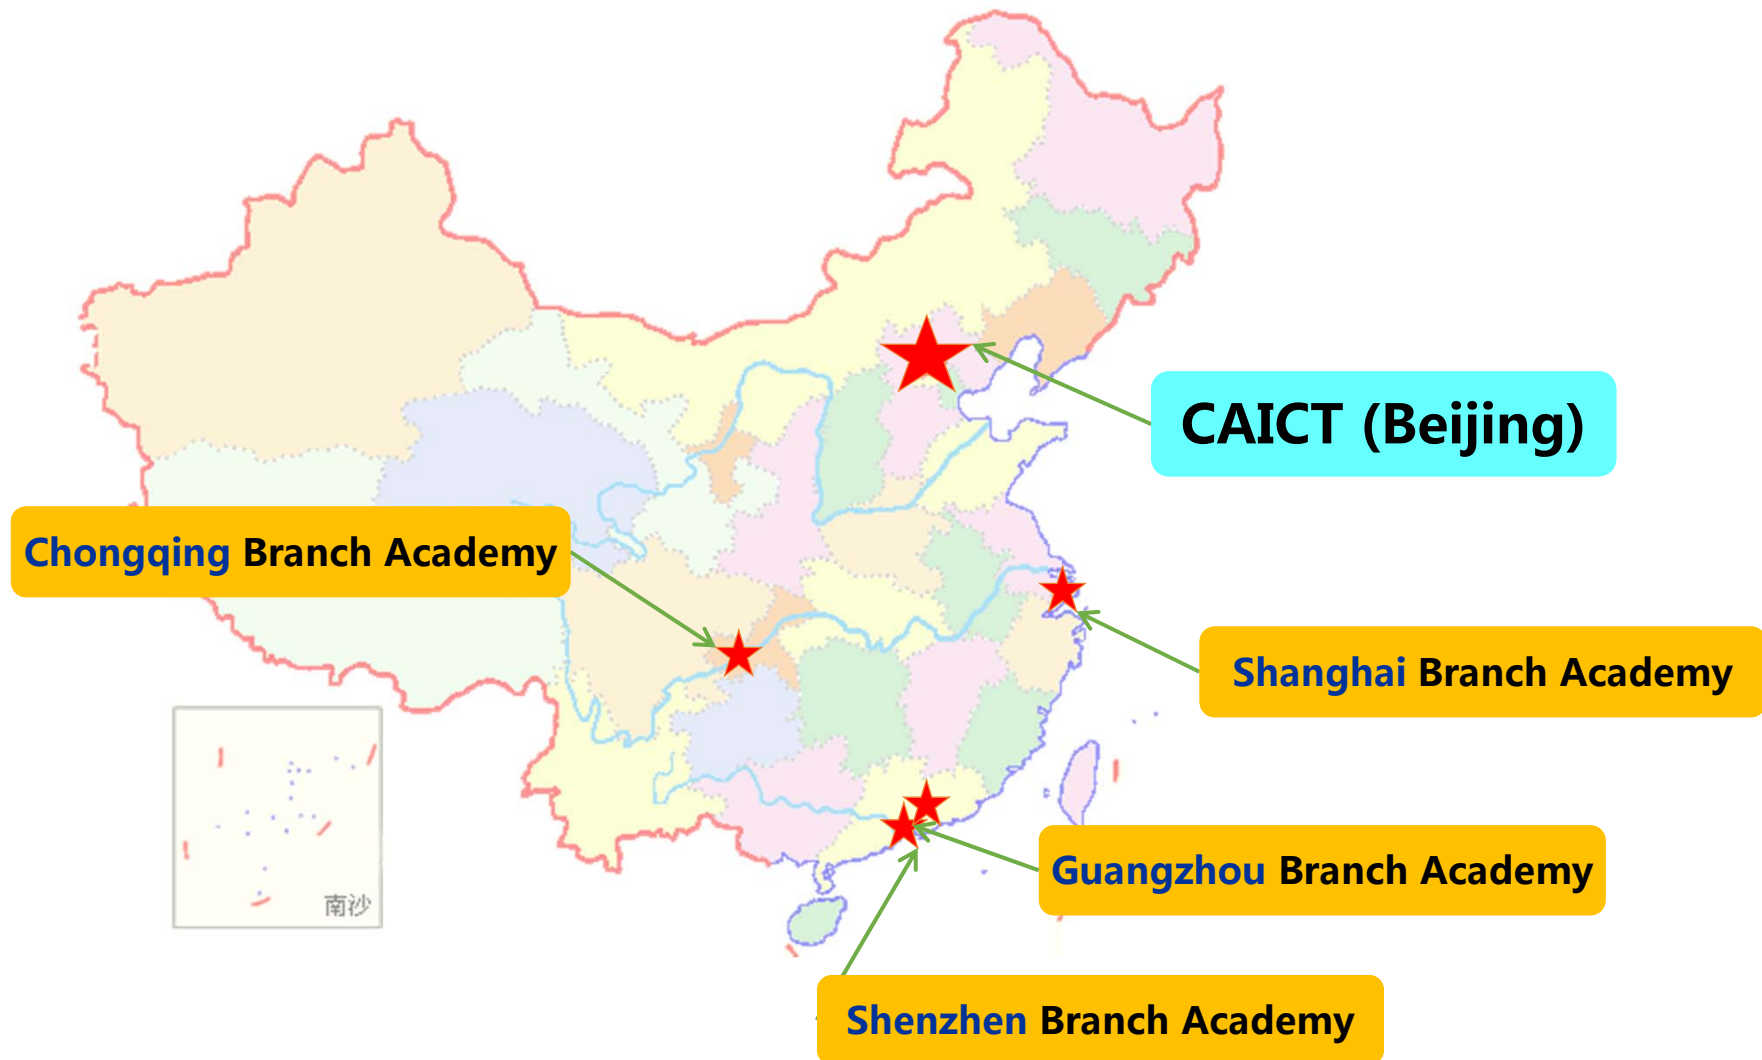 CAICT (Beijing)
Chongqing Branch Academy
Shanghai Branch Academy
Guangzhou Branch Academy
南沙
Shenzhen Branch Academy